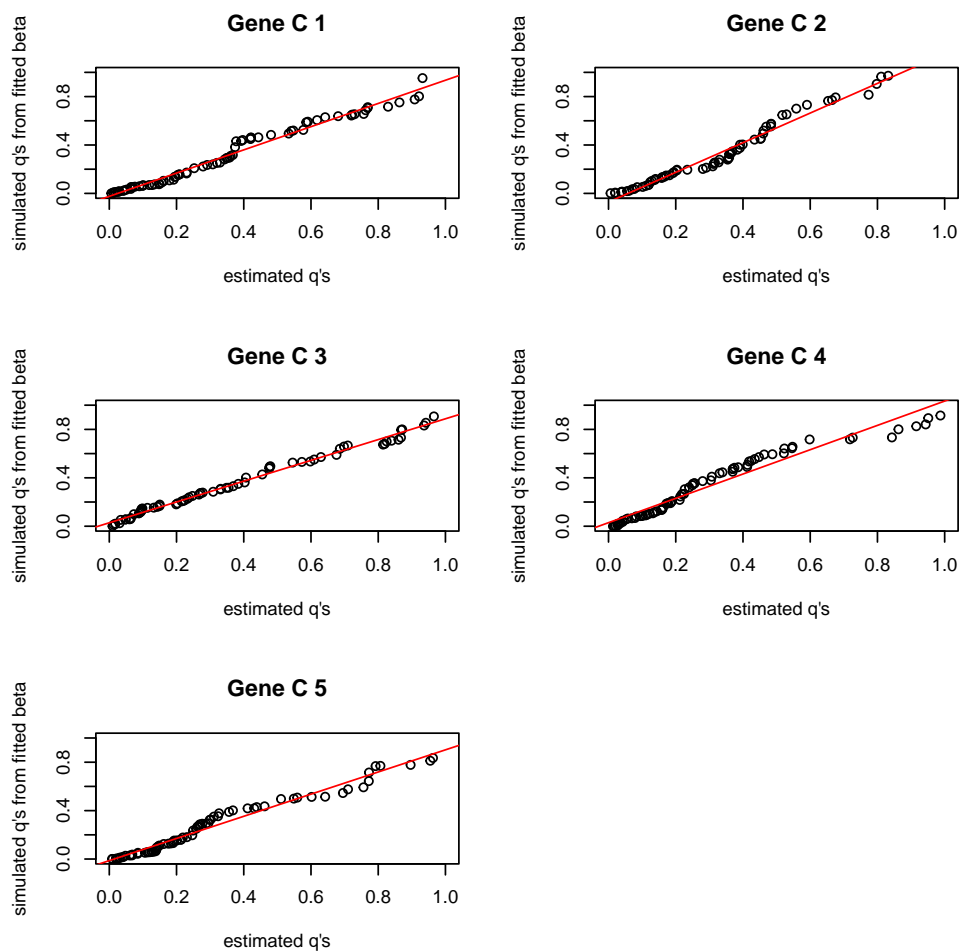 Gene C 1
simulated q's from fitted beta
0.0 0.4 0.8
0.0 0.2 0.4 0.6 0.8 1.0
estimated q's
Gene C 2
simulated q's from fitted beta
0.0 0.4 0.8
0.0 0.2 0.4 0.6 0.8 1.0
estimated q's
Gene C 3
simulated q's from fitted beta
0.0 0.4 0.8
0.0 0.2 0.4 0.6 0.8 1.0
estimated q's
Gene C 4
simulated q's from fitted beta
0.0 0.4 0.8
0.0 0.2 0.4 0.6 0.8 1.0
estimated q's
Gene C 5
simulated q's from fitted beta
0.0 0.4 0.8
0.0 0.2 0.4 0.6 0.8 1.0
estimated q's